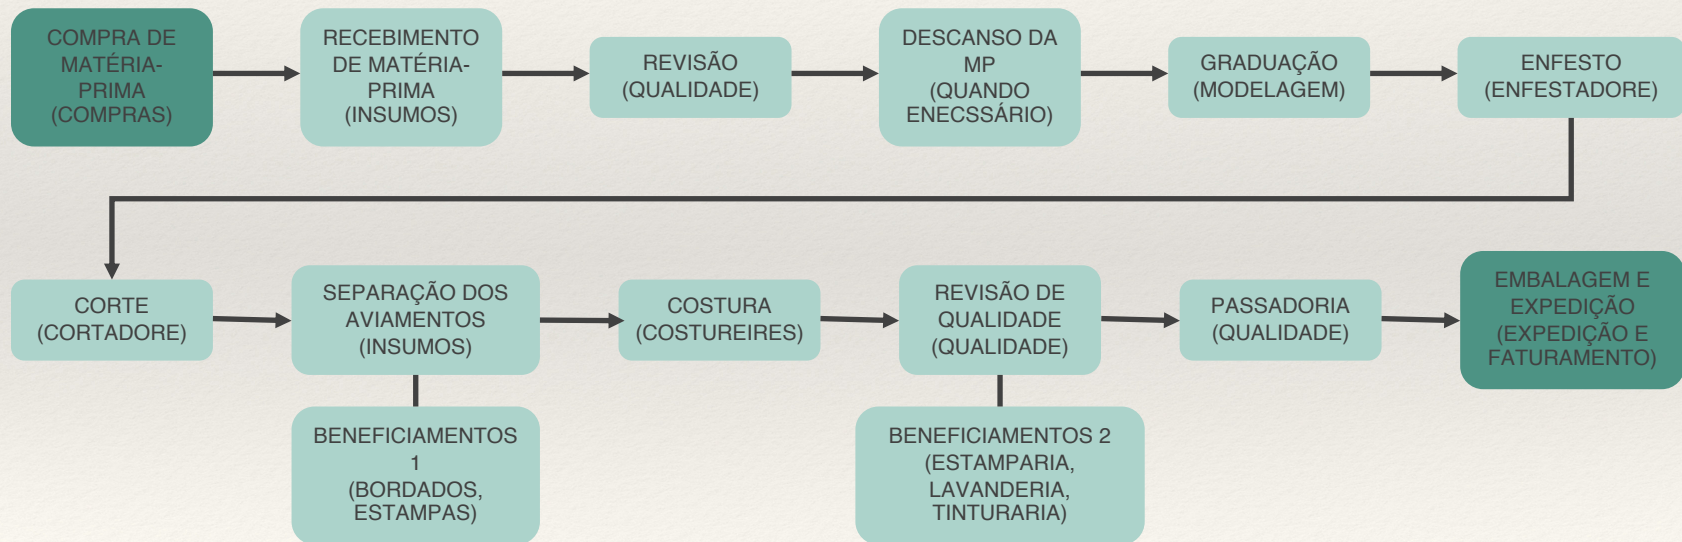 COMPRA DE
MATÉRIA-
PRIMA
(COMPRAS)
RECEBIMENTO
DE MATÉRIA-
PRIMA
(INSUMOS)
REVISÃO
(QUALIDADE)
DESCANSO DA
MP
(QUANDO
ENECSSÁRIO)
GRADUAÇÃO
(MODELAGEM)
ENFESTO
(ENFESTADORE)
CORTE
(CORTADORE)
SEPARAÇÃO DOS
AVIAMENTOS
(INSUMOS)
COSTURA
(COSTUREIRES)
REVISÃO DE
QUALIDADE
(QUALIDADE)
PASSADORIA
(QUALIDADE)
EMBALAGEM E
EXPEDIÇÃO
(EXPEDIÇÃO E
FATURAMENTO)
BENEFICIAMENTOS
1
(BORDADOS,
ESTAMPAS)
BENEFICIAMENTOS 2
(ESTAMPARIA,
LAVANDERIA,
TINTURARIA)